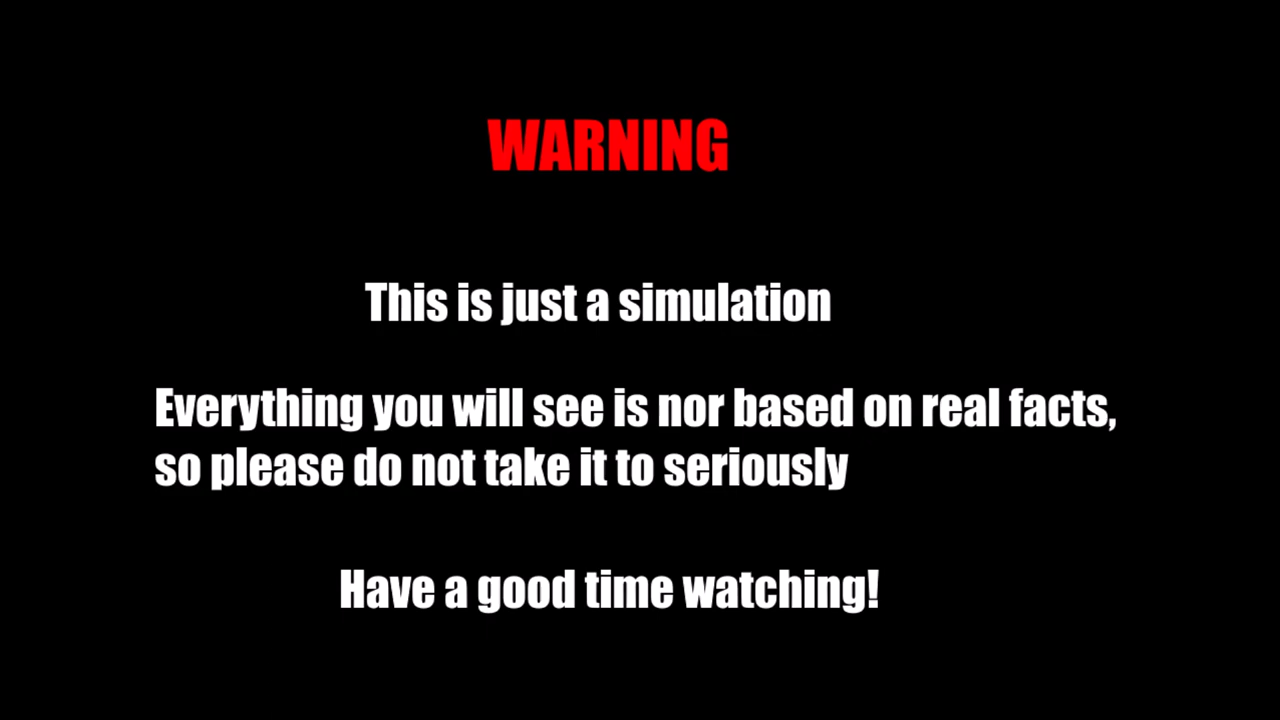 WARNING
This is just a simulation
Everything you will see is nor based on real facts,
so please do not take it to seriously
Have a good time watching!